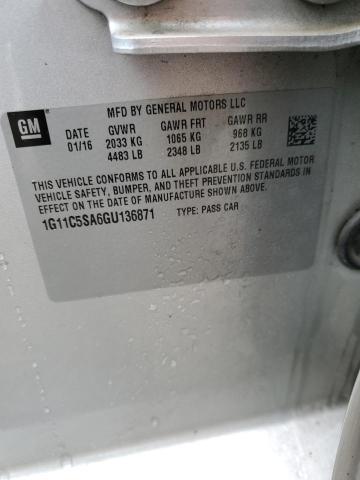 MFD BY GENERAL MOTORS LLC
GM
DATE GVWR GAWR FRT GAWR RR
01/16 2033 KG 1065 KG 968 KG
4483 LB 2348 LB 2135 LB
THIS VEHICLE CONFORMS TO ALL APPLICABLE U.S. FEDERAL MOTOR
VEHICLE SAFETY, BUMPER, AND THEFT PREVENTION STANDARDS IN
EFFECT ON THE DATE OF MANUFACTURE SHOWN ABOVE.
1G11C5SA6GU136871 TYPE: PASS CAR